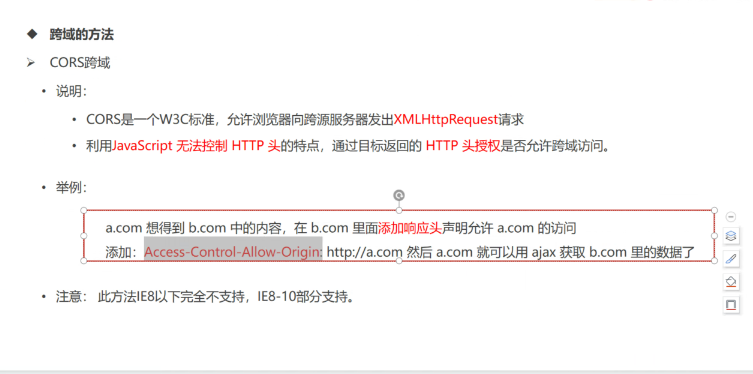 跨域的方法
CORS跨域
说明：
CORS是一个W3C标准，允许浏览器向跨源服务器发出XMLHttpRequest请求
利用JavaScript 无法控制 HTTP 头的特点，通过目标返回的 HTTP 头授权是否允许跨域访问。
举例：
a.com 想得到 b.com 中的内容，在 b.com 里面添加响应头声明允许 a.com 的访问
添加：Access-Control-Allow-Origin: http://a.com 然后 a.com 就可以用 ajax 获取 b.com 里的数据了
注意： 此方法IE8以下完全不支持，IE8-10部分支持。